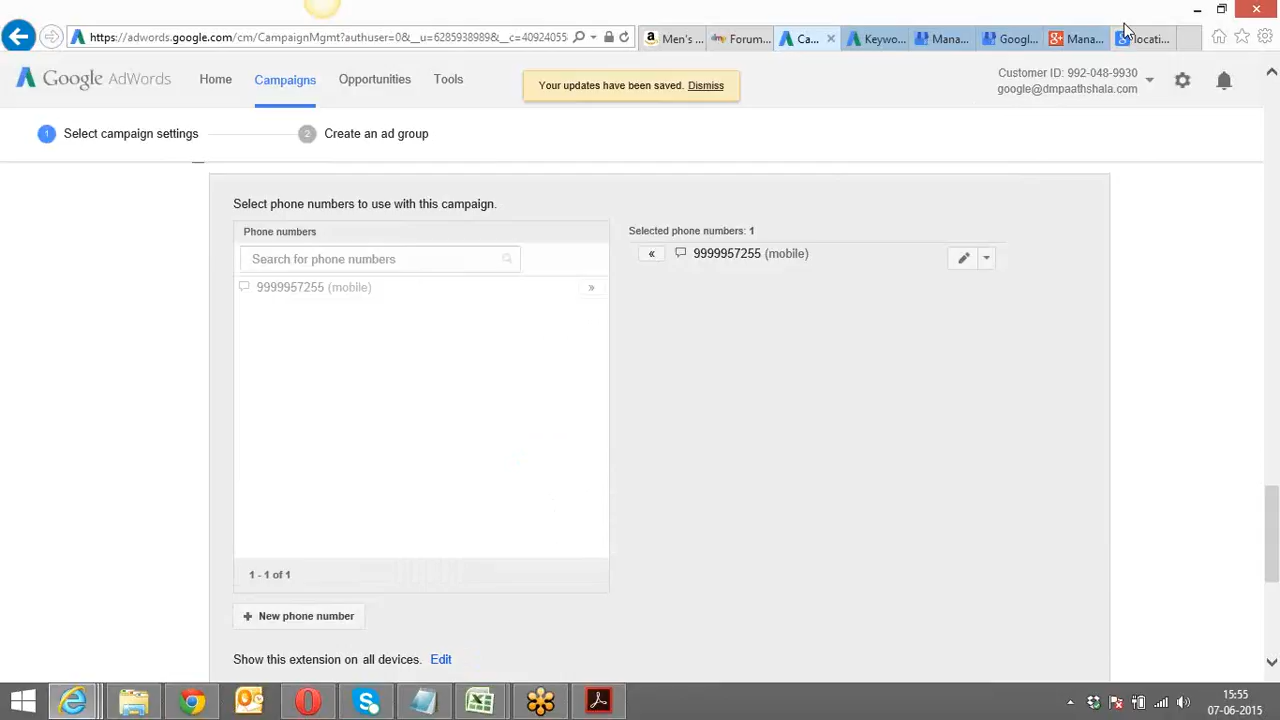 https://adwords.google.com/cm/CampaignMgmt?authuser=0&__u=6285938989&__c=40924055
Men's ...
Forum...
Ca...
Keywo...
Mana...
Googl...
Mana...
locati...
Google AdWords
Home
Campaigns
Opportunities
Tools
Your updates have been saved. Dismiss
Customer ID: 992-048-9930
google@dmpaathshala.com
1 Select campaign settings
2 Create an ad group
Select phone numbers to use with this campaign.
Phone numbers
Search for phone numbers
9999957255 (mobile) »
1 - 1 of 1
+ New phone number
Selected phone numbers: 1
« 9999957255 (mobile)
Show this extension on all devices. Edit
15:55
07-06-2015